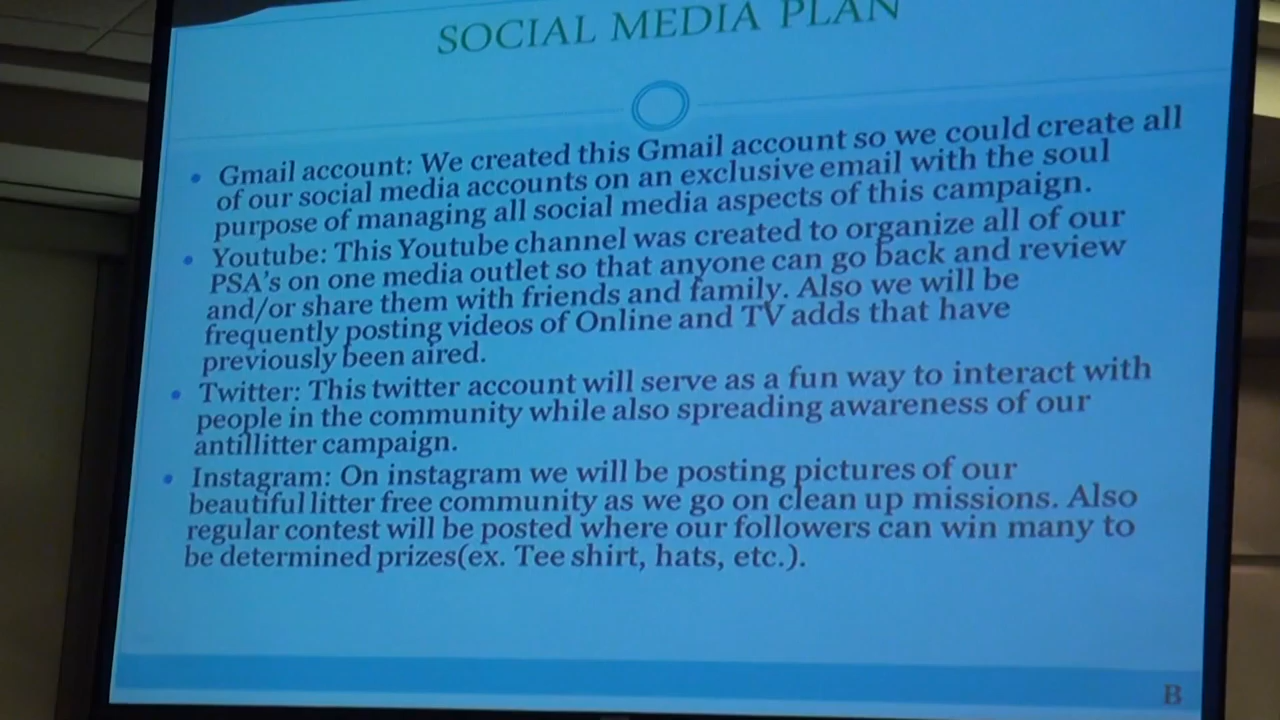 SOCIAL MEDIA PLAN
• Gmail account: We created this Gmail account so we could create all
of our social media accounts on an exclusive email with the soul
purpose of managing all social media aspects of this campaign.
• Youtube: This Youtube channel was created to organize all of our
PSA's on one media outlet so that anyone can go back and review
and/or share them with friends and family. Also we will be
frequently posting videos of Online and TV adds that have
previously been aired.
• Twitter: This twitter account will serve as a fun way to interact with
people in the community while also spreading awareness of our
antillitter campaign.
• Instagram: On instagram we will be posting pictures of our
beautiful litter free community as we go on clean up missions. Also
regular contest will be posted where our followers can win many to
be determined prizes(ex. Tee shirt, hats, etc.).
B